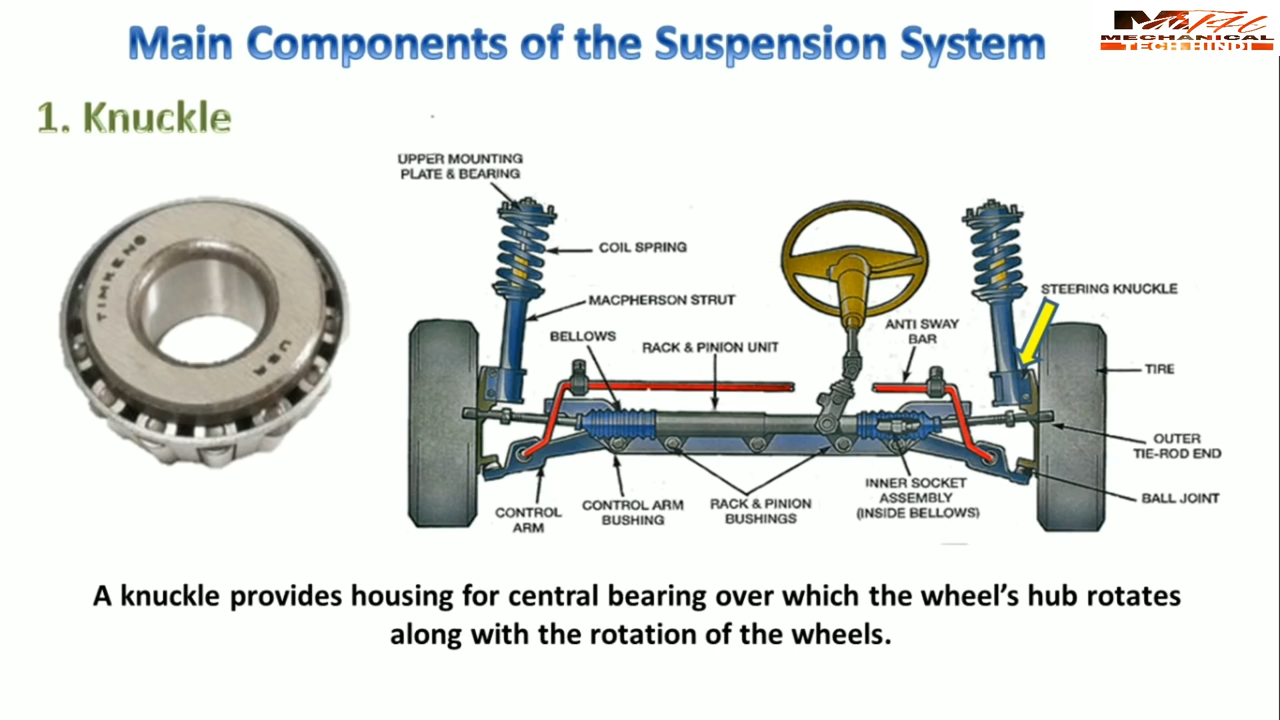 Main Components of the Suspension System
MECHANICAL
TECH HINDI
1. Knuckle
UPPER MOUNTING
PLATE & BEARING
COIL SPRING
MACPHERSON STRUT
BELLOWS
RACK & PINION UNIT
ANTI SWAY
BAR
STEERING KNUCKLE
TIRE
OUTER
TIE-ROD END
BALL JOINT
INNER SOCKET
ASSEMBLY
(INSIDE BELLOWS)
RACK & PINION
BUSHINGS
CONTROL ARM
BUSHING
CONTROL
ARM
TIMKEN
USA
A knuckle provides housing for central bearing over which the wheel's hub rotates
along with the rotation of the wheels.